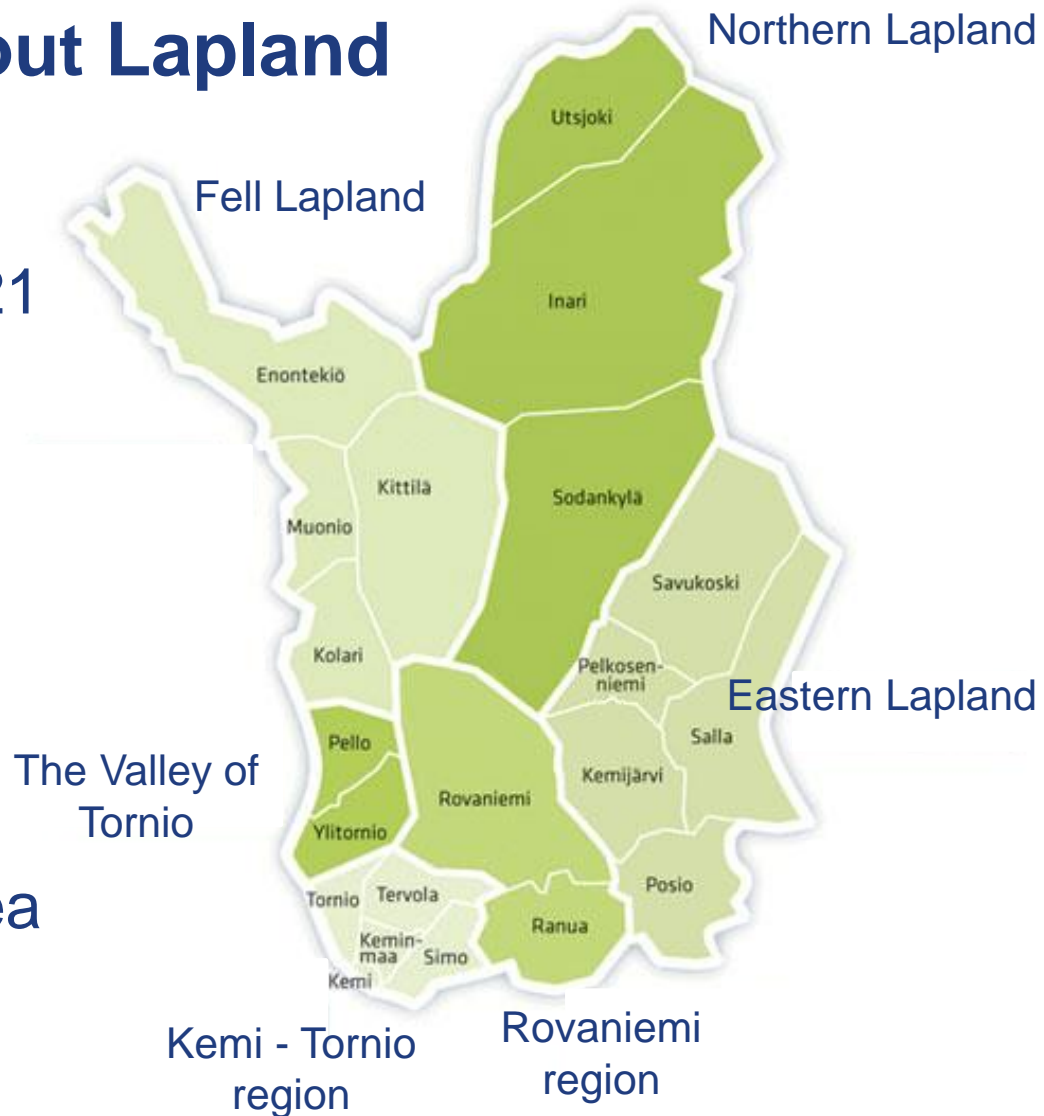 out Lapland
Northern Lapland
Utsjoki
Fell Lapland
21
Inari
Enontekiö
Kittilä
Sodankylä
Muonio
Savukoski
Kolari
Pelkosen-
niemi
Eastern Lapland
Salla
Pello
The Valley of
Tornio
Kemijärvi
Rovaniemi
Ylitornio
Posio
Tornio
Tervola
ea
Ranua
Kemin-
maa
Simo
Kemi
Kemi - Tornio
region
Rovaniemi
region